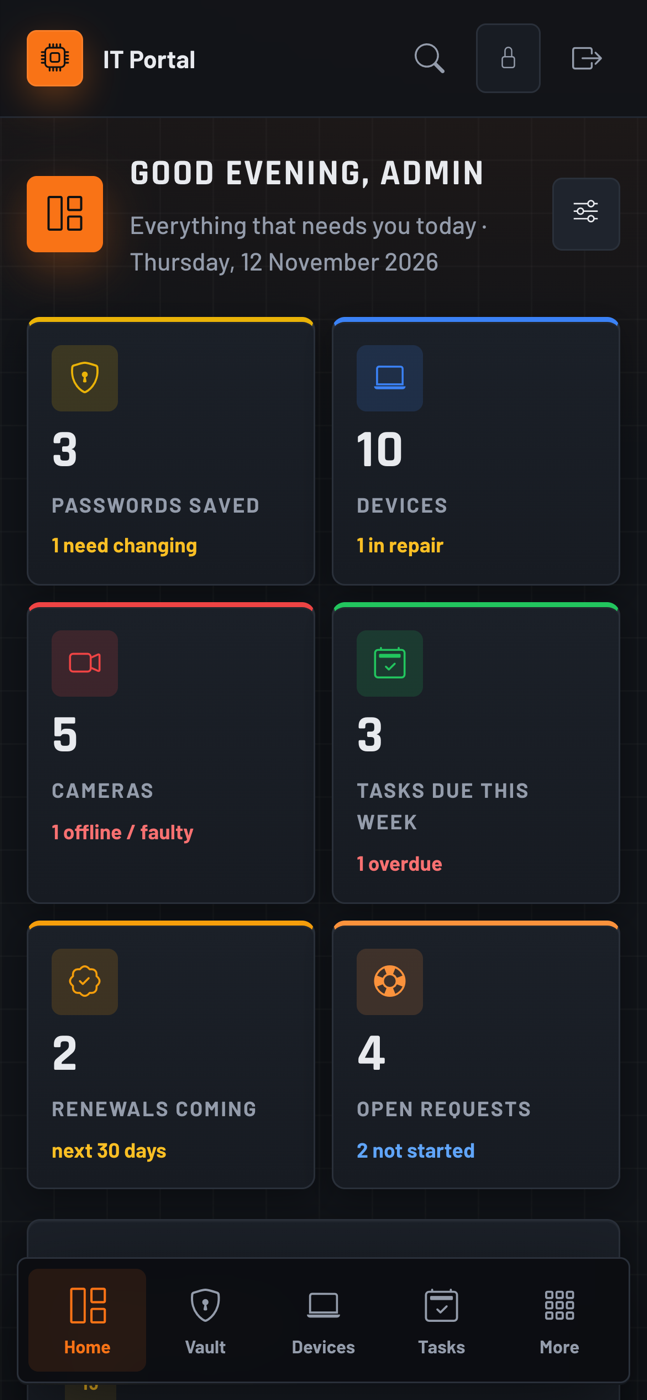 IT Portal
GOOD EVENING, ADMIN
Everything that needs you today ·
Thursday, 12 November 2026
3
PASSWORDS SAVED
1 need changing
10
DEVICES
1 in repair
5
CAMERAS
1 offline / faulty
3
TASKS DUE THIS
WEEK
1 overdue
2
RENEWALS COMING
next 30 days
4
OPEN REQUESTS
2 not started
Home
Vault
Devices
Tasks
More